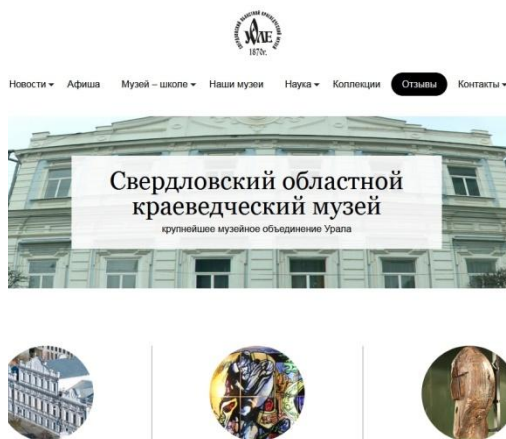 УОЛЕ
1870г.
Новости Афиша Музей – школе Наши музеи Наука Коллекции Отзывы Контакты
Свердловский областной
краеведческий музей
крупнейшее музейное объединение Урала